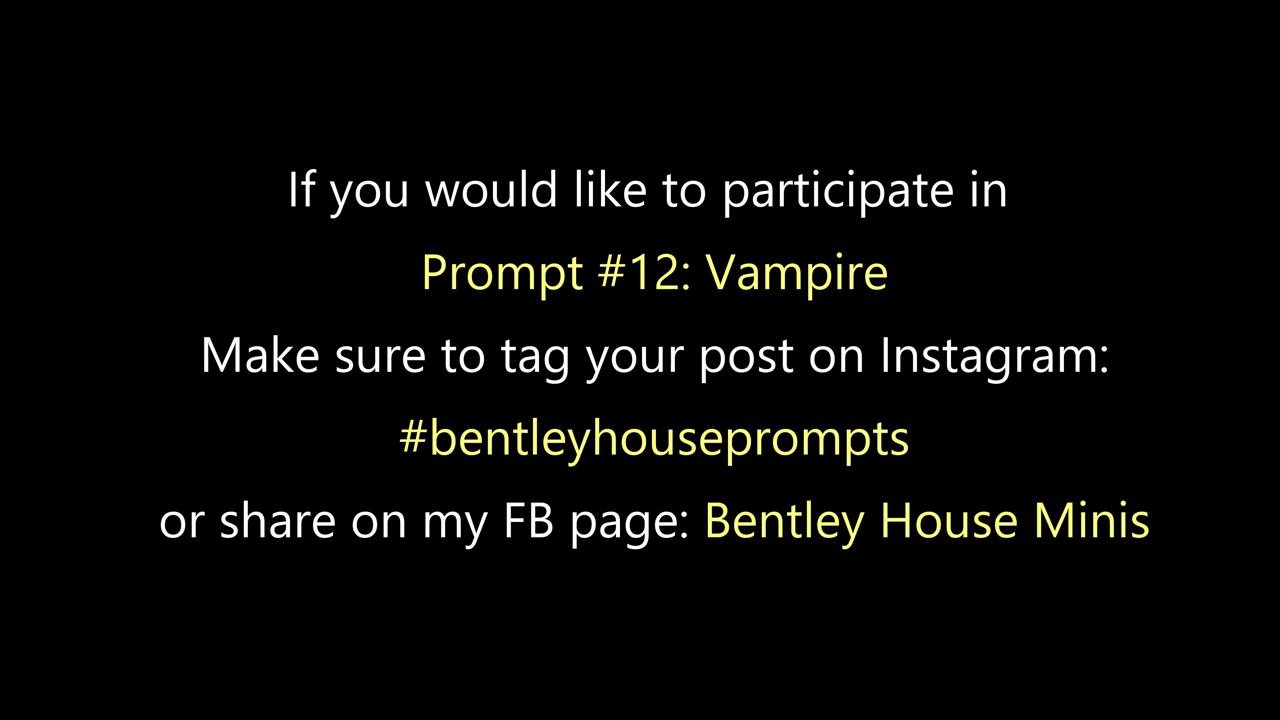 If you would like to participate in
Prompt #12: Vampire
Make sure to tag your post on Instagram:
#bentleyhouseprompts
or share on my FB page: Bentley House Minis